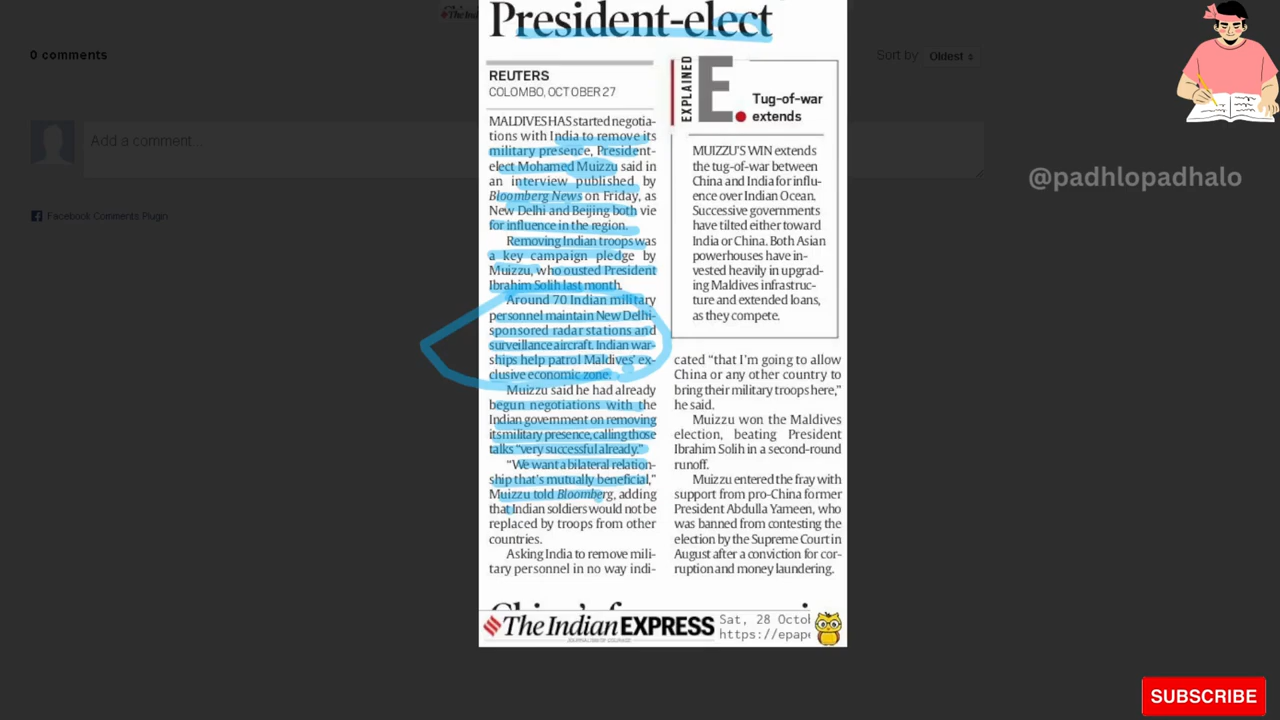 The Ind
President-elect
0 comments
Sort by:
Oldest
Add a comment...
Facebook Comments Plugin
REUTERS
COLOMBO, OCTOBER 27
MALDIVES HAS started negotia-
tions with India to remove its
military presence, President-
elect Mohamed Muizzu said in
an interview published by
Bloomberg News on Friday, as
New Delhi and Beijing both vie
for influence in the region.
Removing Indian troops was
a key campaign pledge by
Muizzu, who ousted President
Ibrahim Solih last month.
Around 70 Indian military
personnel maintain New Delhi-
sponsored radar stations and
surveillance aircraft. Indian war-
ships help patrol Maldives' ex-
clusive economic zone.
Muizzu said he had already
begun negotiations with the
Indian government on removing
its military presence, calling those
talks "very successful already."
"We want a bilateral relation-
ship that's mutually beneficial,"
Muizzu told Bloomberg, adding
that Indian soldiers would not be
replaced by troops from other
countries.
Asking India to remove mili-
tary personnel in no way indi-
EXPLAINED
E.
Tug-of-war
extends
MUIZZU'S WIN extends
the tug-of-war between
China and India for influ-
ence over Indian Ocean.
Successive governments
have tilted either toward
India or China. Both Asian
powerhouses have in-
vested heavily in upgrad-
ing Maldives infrastruc-
ture and extended loans,
as they compete.
cated "that I'm going to allow
China or any other country to
bring their military troops here,"
he said.
Muizzu won the Maldives
election, beating President
Ibrahim Solih in a second-round
runoff.
Muizzu entered the fray with
support from pro-China former
President Abdulla Yameen, who
was banned from contesting the
election by the Supreme Court in
August after a conviction for cor-
ruption and money laundering.
The Indian EXPRESS
JOURNALISM OF COURAGE
Sat, 28 Octo
https://epape
@padhlopadhalo
SUBSCRIBE